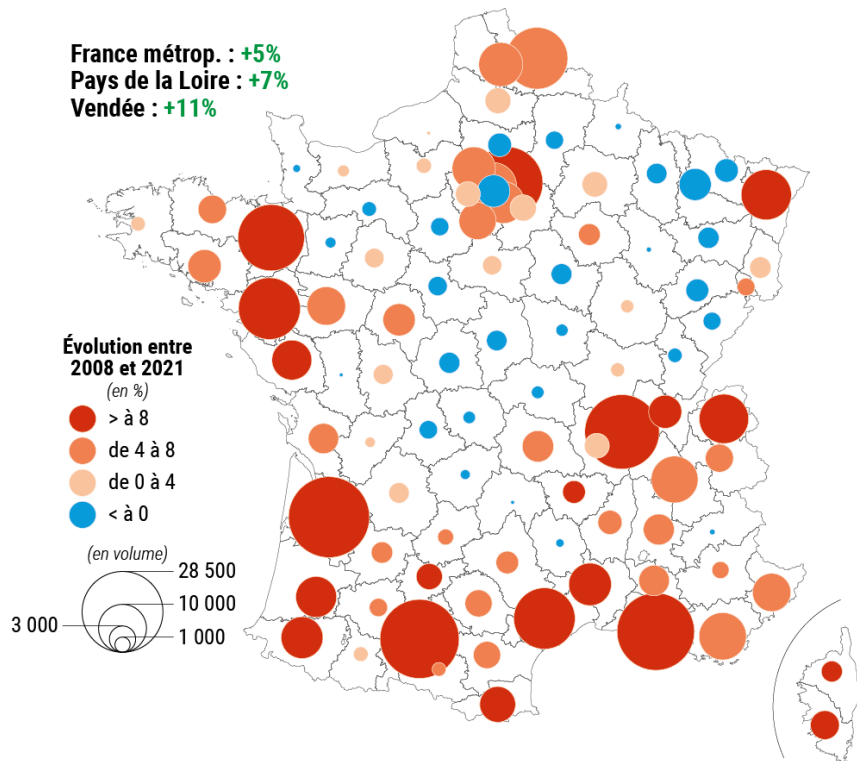 France métrop. : +5%
Pays de la Loire : +7%
Vendée : +11%
Évolution entre
2008 et 2021
(en %)
> à 8
de 4 à 8
de 0 à 4
< à 0
(en volume)
28 500
10 000
3 000
1 000